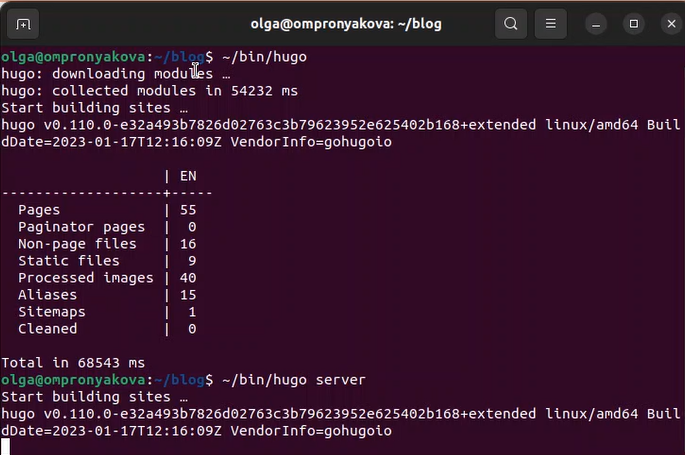 olga@ompronyakova: ~/blog
olga@ompronyakova:~/blog$ ~/bin/hugo
hugo: downloading modules …
hugo: collected modules in 54232 ms
Start building sites …
hugo v0.110.0-e32a493b7826d02763c3b79623952e625402b168+extended linux/amd64 Buil
dDate=2023-01-17T12:16:09Z VendorInfo=gohugoio
| EN
-------------------+-----
Pages | 55
Paginator pages | 0
Non-page files | 16
Static files | 9
Processed images | 40
Aliases | 15
Sitemaps | 1
Cleaned | 0
Total in 68543 ms
olga@ompronyakova:~/blog$ ~/bin/hugo server
Start building sites …
hugo v0.110.0-e32a493b7826d02763c3b79623952e625402b168+extended linux/amd64 Buil
dDate=2023-01-17T12:16:09Z VendorInfo=gohugoio